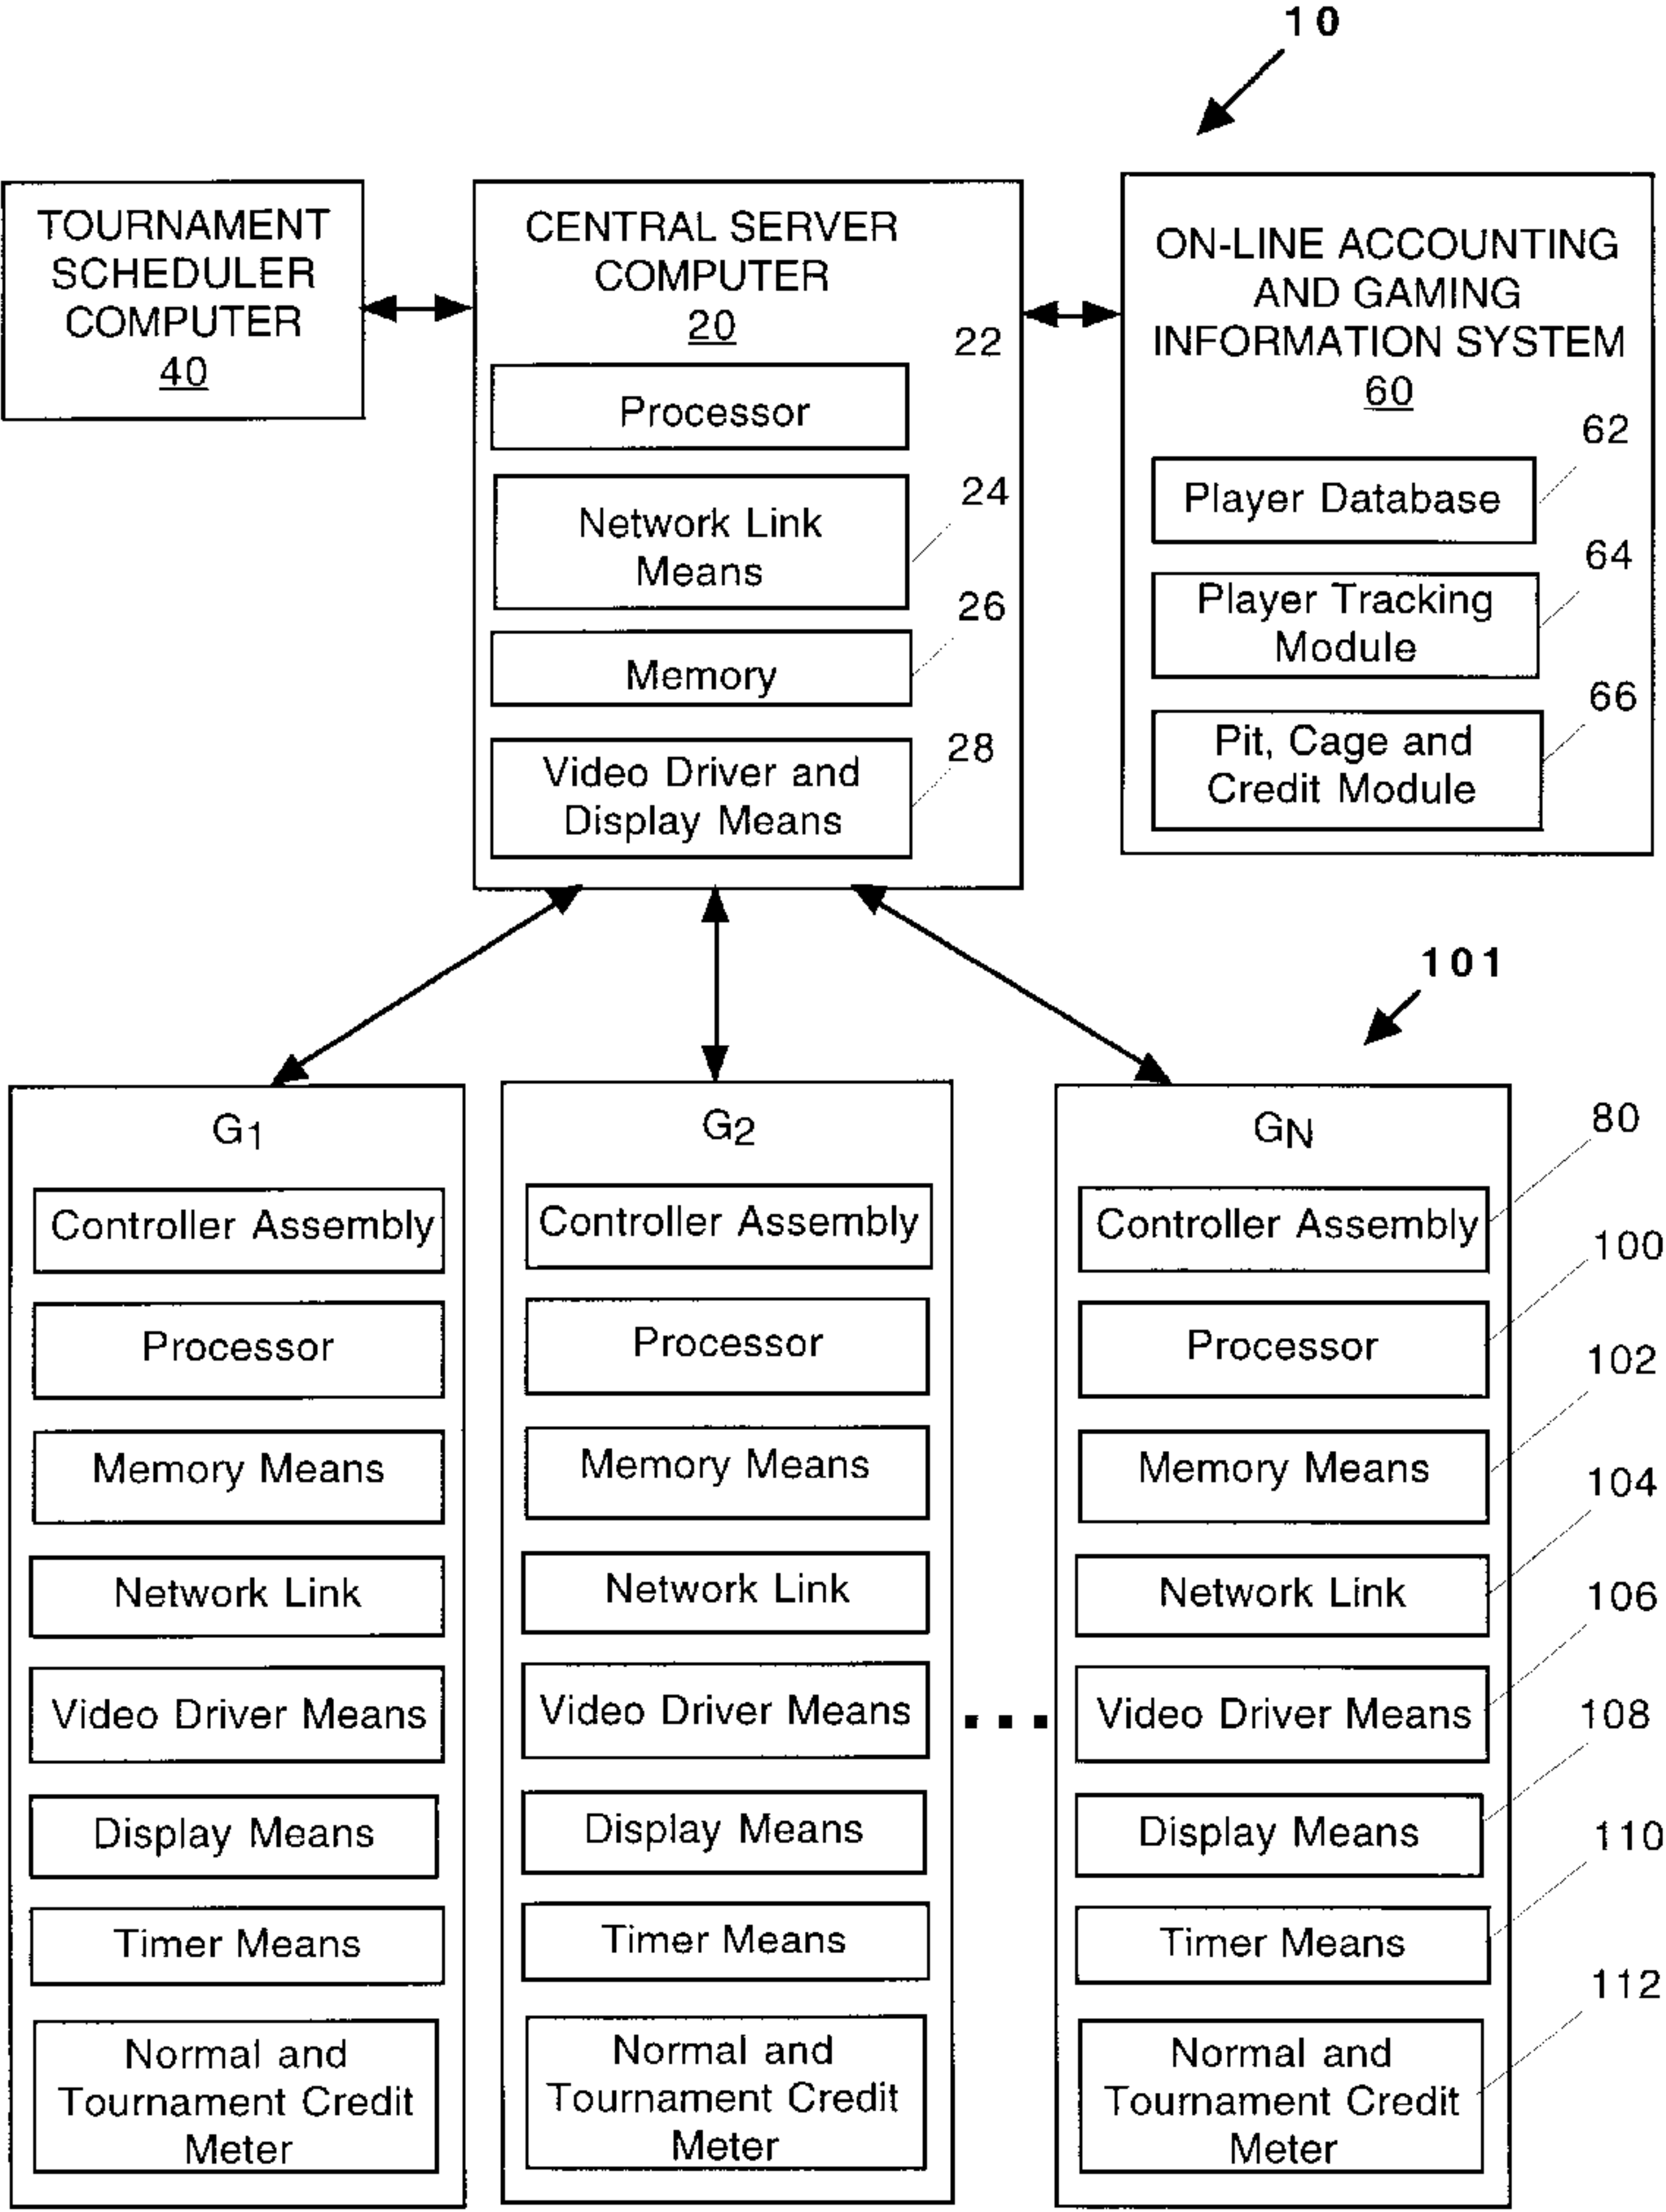 10
TOURNAMENT
SCHEDULER
COMPUTER
40
CENTRAL SERVER
COMPUTER
20
22
Processor
24
Network Link
Means
26
Memory
28
Video Driver and
Display Means
ON-LINE ACCOUNTING
AND GAMING
INFORMATION SYSTEM
60
62
Player Database
64
Player Tracking
Module
66
Pit, Cage and
Credit Module
101
G1
Controller Assembly
Processor
Memory Means
Network Link
Video Driver Means
Display Means
Timer Means
Normal and
Tournament Credit
Meter
G2
Controller Assembly
Processor
Memory Means
Network Link
Video Driver Means
Display Means
Timer Means
Normal and
Tournament Credit
Meter
...
GN
Controller Assembly
80
Processor
100
Memory Means
102
Network Link
104
Video Driver Means
106
Display Means
108
Timer Means
110
Normal and
Tournament Credit
Meter
112